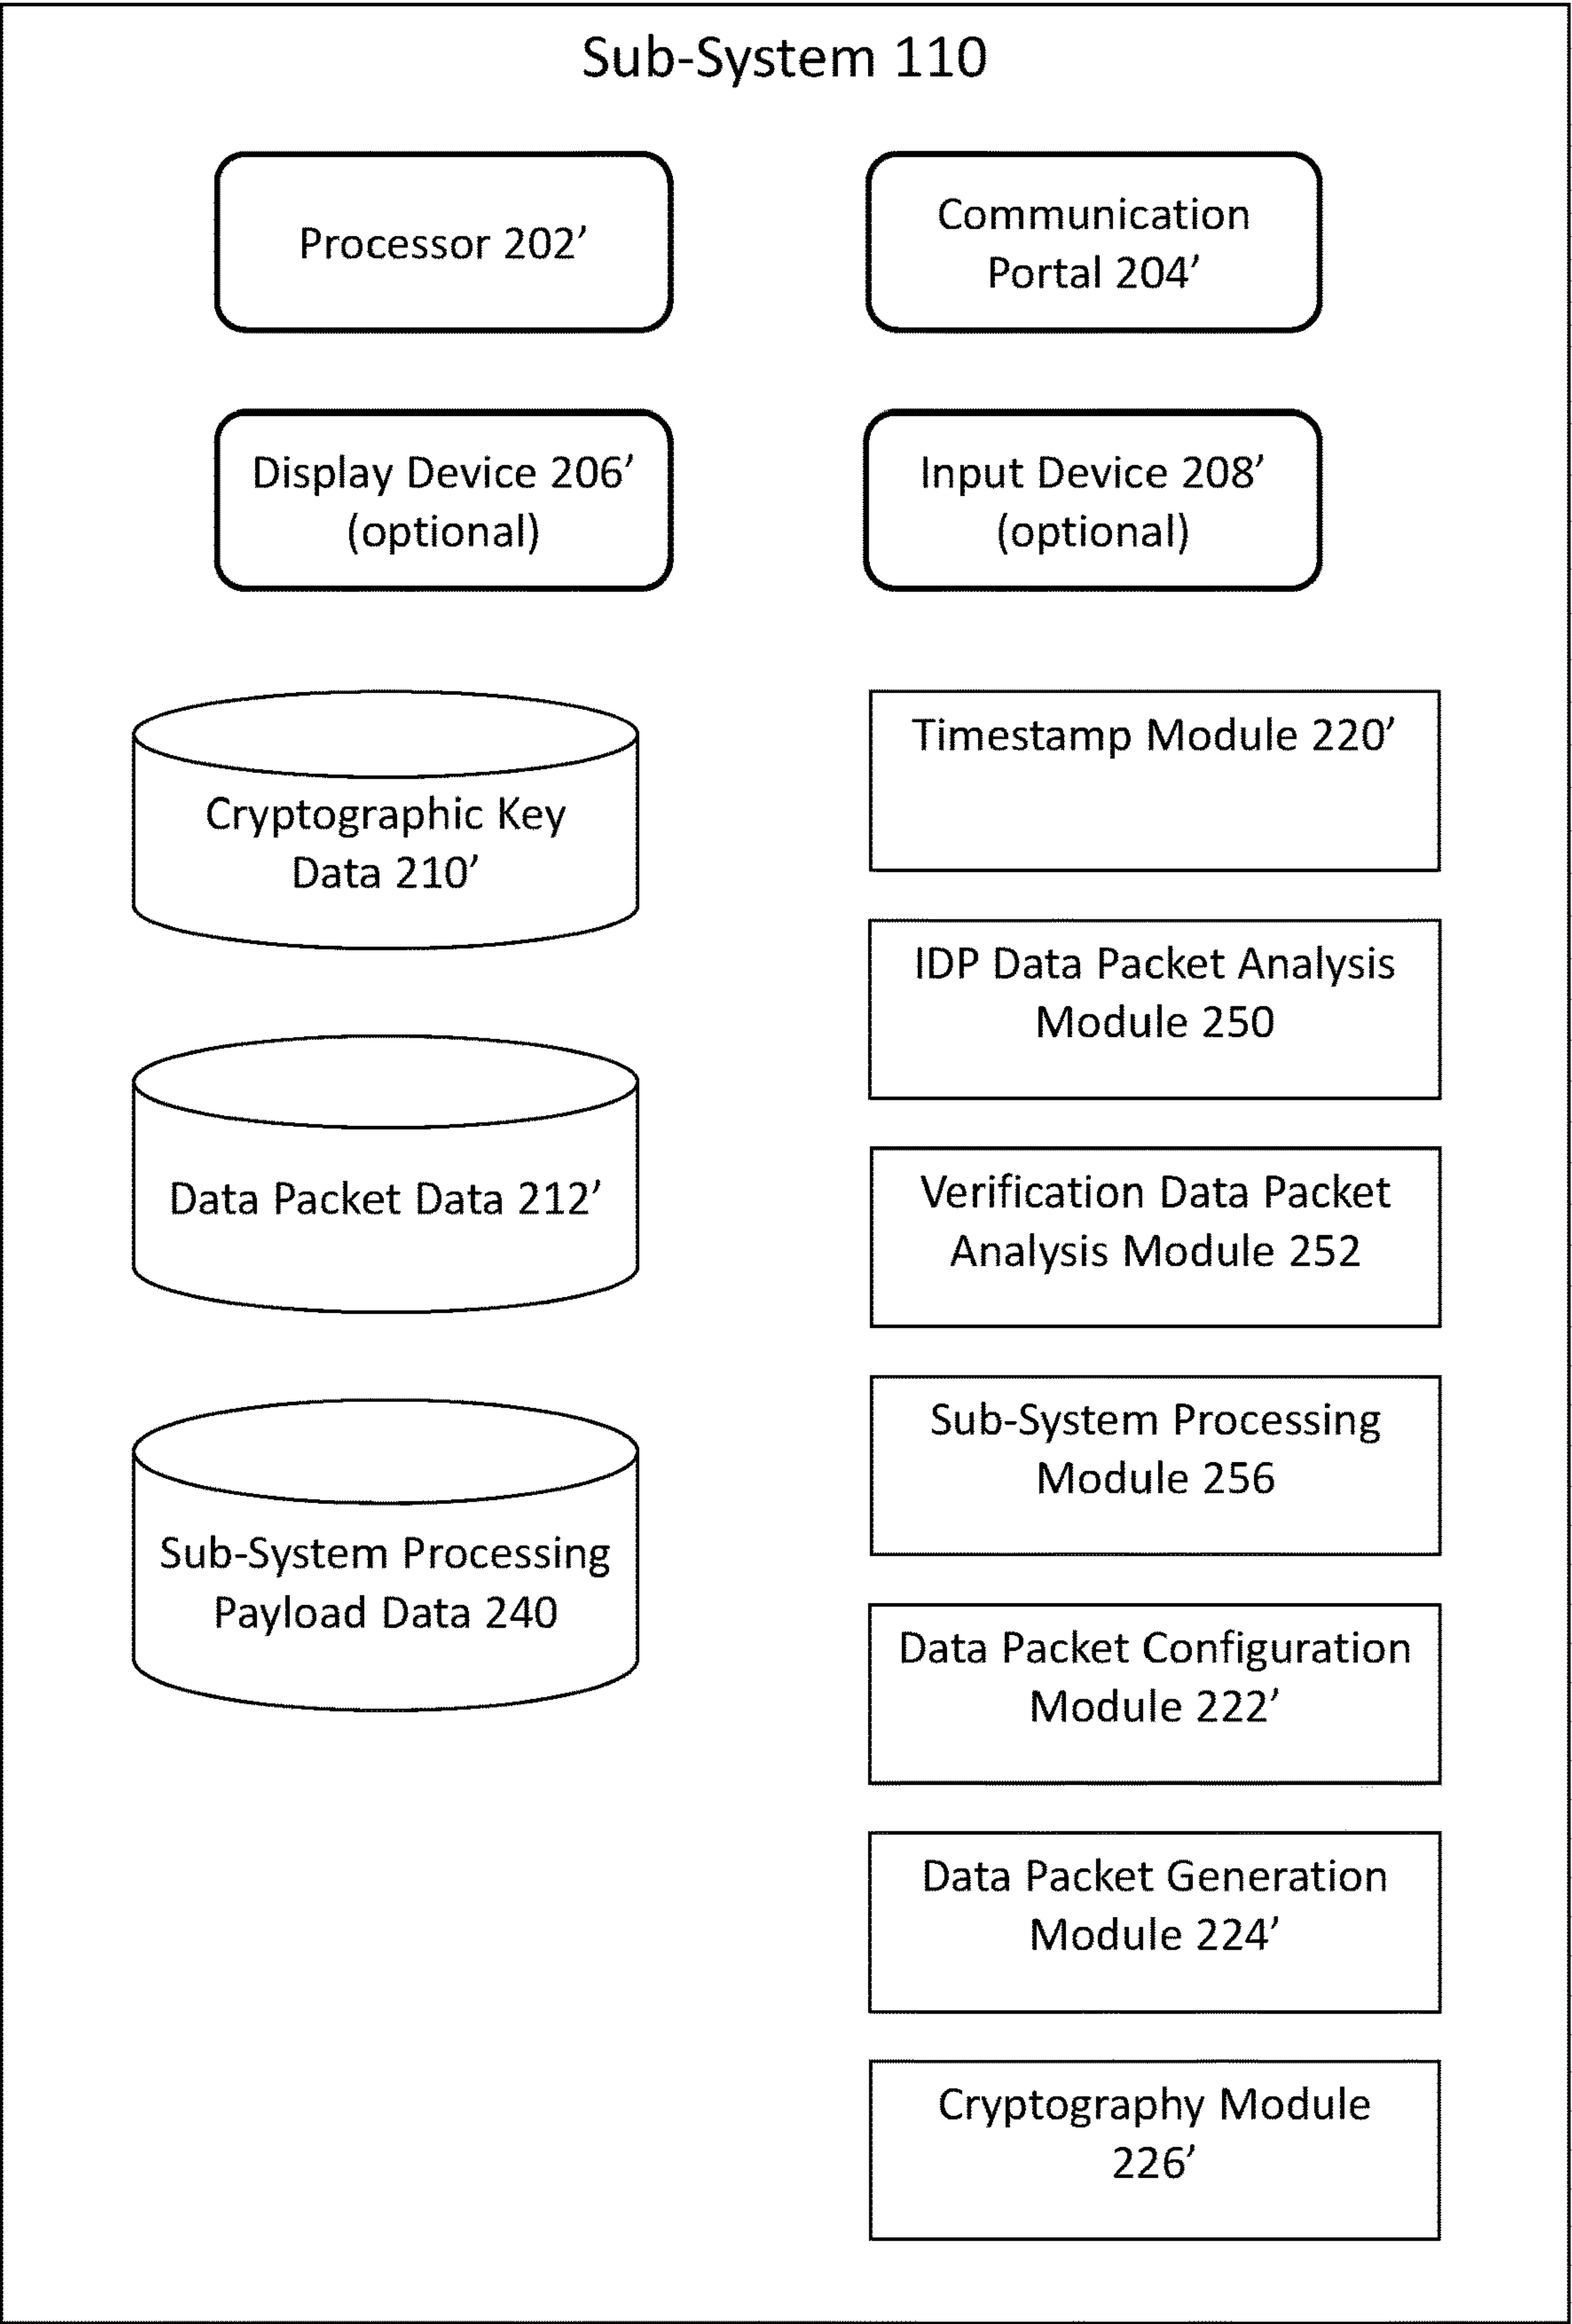 Sub-System 110
Processor 202’
Communication
Portal 204’
Display Device 206’
(optional)
Input Device 208’
(optional)
Cryptographic Key
Data 210’
Data Packet Data 212’
Sub-System Processing
Payload Data 240
Timestamp Module 220’
IDP Data Packet Analysis
Module 250
Verification Data Packet
Analysis Module 252
Sub-System Processing
Module 256
Data Packet Configuration
Module 222’
Data Packet Generation
Module 224’
Cryptography Module
226’